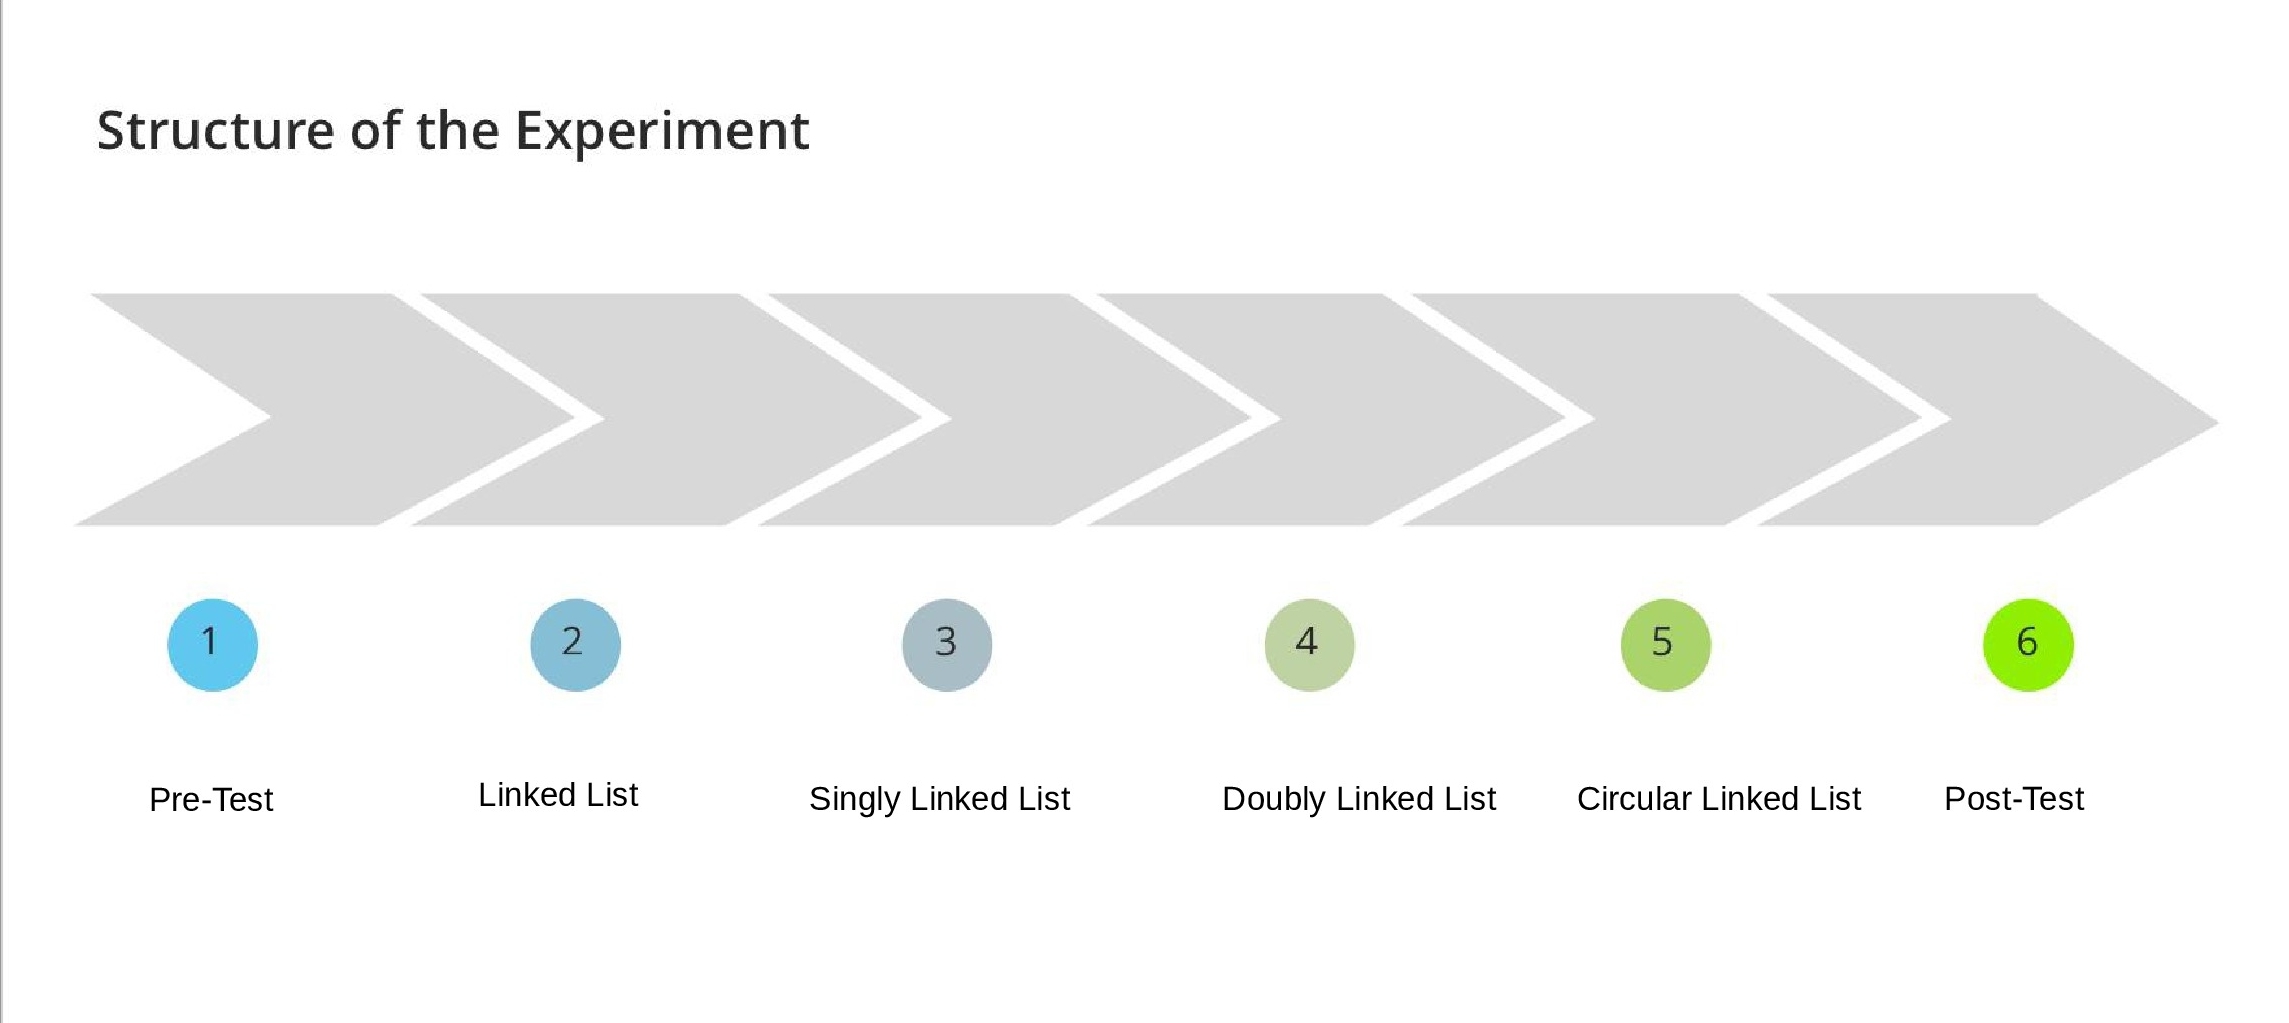 Structure of the Experiment
1
2
3
4
5
6
Pre-Test
Linked List
Singly Linked List
Doubly Linked List
Circular Linked List
Post-Test